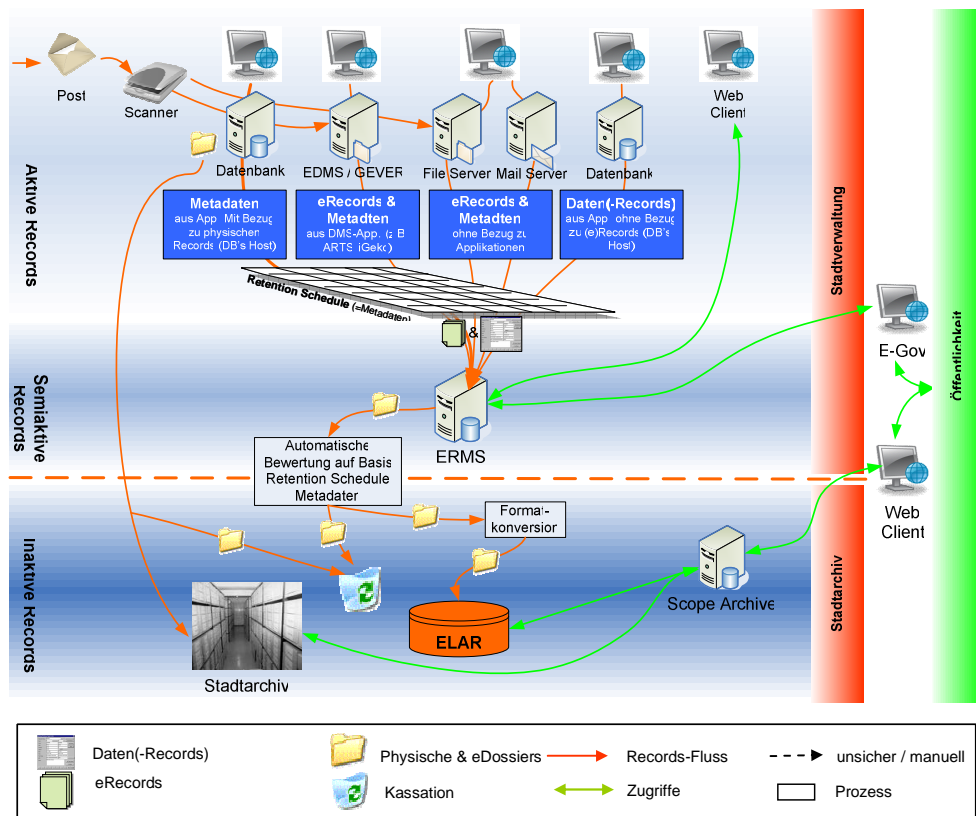 Post
Scanner
Web
Client
Datenbank
EDMS / GEVER
File Server
Mail Server
Datenbank
Aktive Records
Metadaten
aus App. Mit Bezug
zu physischen
Records (DB's Host)
eRecords &
Metadten
aus DMS-App. (z B
ARTS iGeko)
eRecords &
Metadten
ohne Bezug zu
Applikationen
Daten(-Records)
aus App. ohne Bezug
zu (e)Records (DB's
Host)
Retention Schedule (=Metadaten)
&
Stadtverwaltung
E-Gov
Öffentlichkeit
Semiaktive
Records
ERMS
Automatische
Bewertung auf Basis
Retention Schedule
Metadaten
Web
Client
Format-
konversion
Inaktive Records
Scope Archive
ELAR
Stadtarchiv
Stadtarchiv
Daten(-Records)
eRecords
Physische & eDossiers
Kassation
Records-Fluss
Zugriffe
unsicher / manuell
Prozess